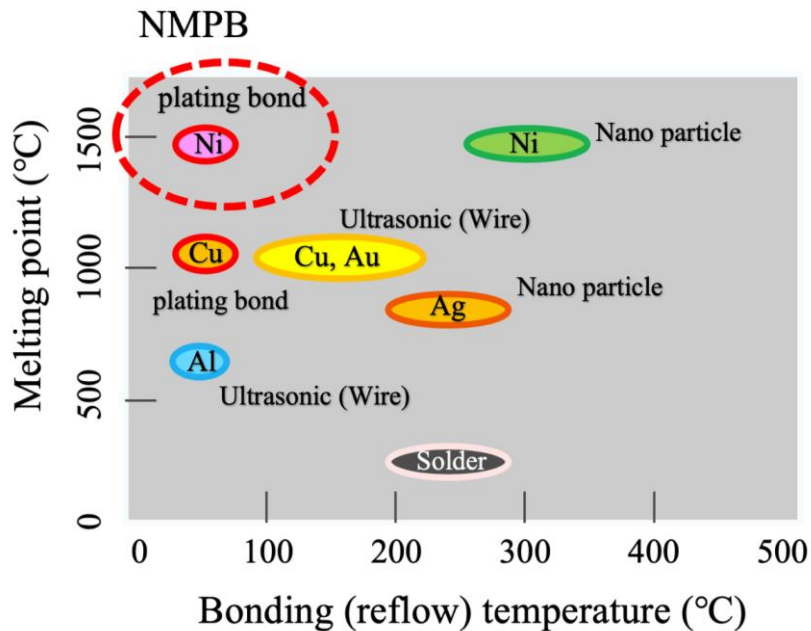 NMPB
plating bond
Ni
Ni
Nano particle
Ultrasonic (Wire)
Cu
Cu, Au
plating bond
Ag
Nano particle
Al
Ultrasonic (Wire)
Solder
Melting point (°C)
1500
1000
500
0
0 100 200 300 400 500
Bonding (reflow) temperature (°C)